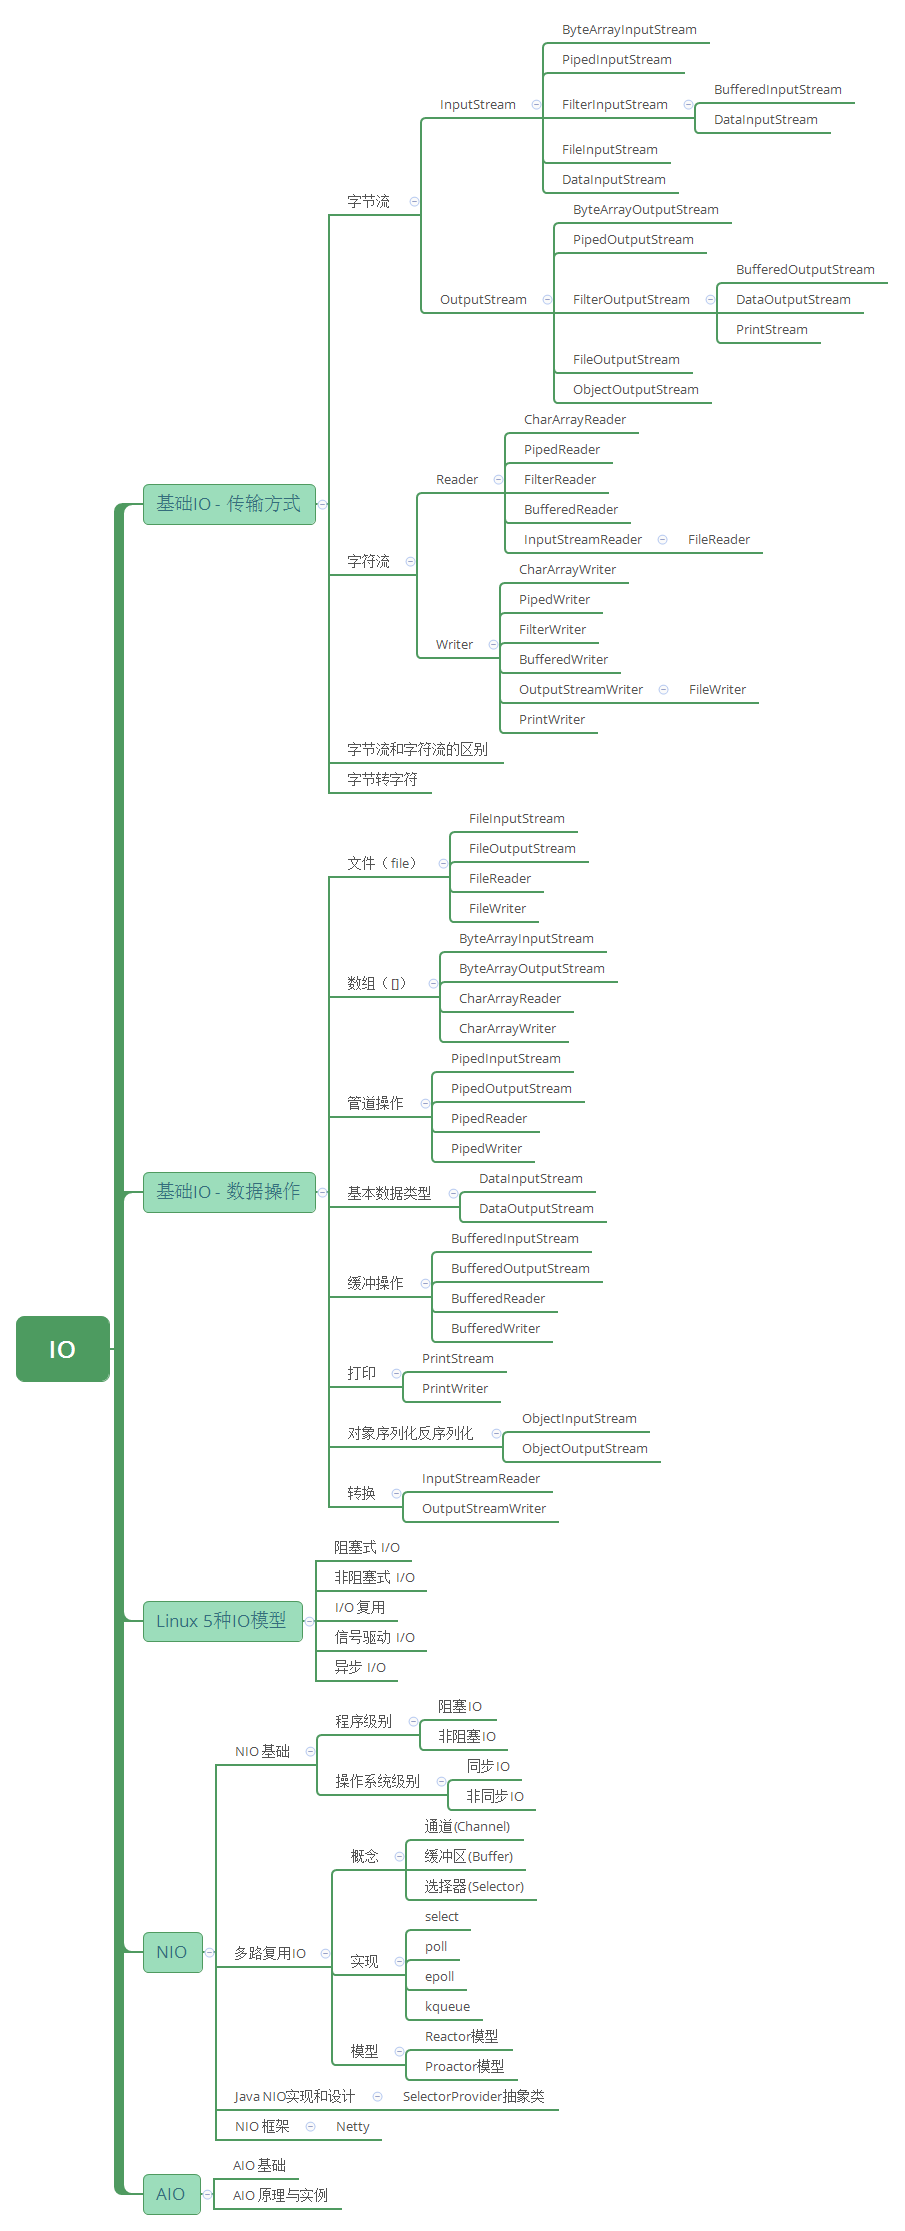 IO
基础IO - 传输方式
字节流
InputStream
ByteArrayInputStream
PipedInputStream
FilterInputStream
BufferedInputStream
DataInputStream
FileInputStream
DataInputStream
OutputStream
ByteArrayOutputStream
PipedOutputStream
FilterOutputStream
BufferedOutputStream
DataOutputStream
PrintStream
FileOutputStream
ObjectOutputStream
字符流
Reader
CharArrayReader
PipedReader
FilterReader
BufferedReader
InputStreamReader
FileReader
Writer
CharArrayWriter
PipedWriter
FilterWriter
BufferedWriter
OutputStreamWriter
FileWriter
PrintWriter
字节流和字符流的区别
字节转字符
基础IO - 数据操作
文件（file）
FileInputStream
FileOutputStream
FileReader
FileWriter
数组（[]）
ByteArrayInputStream
ByteArrayOutputStream
CharArrayReader
CharArrayWriter
管道操作
PipedInputStream
PipedOutputStream
PipedReader
PipedWriter
基本数据类型
DataInputStream
DataOutputStream
缓冲操作
BufferedInputStream
BufferedOutputStream
BufferedReader
BufferedWriter
打印
PrintStream
PrintWriter
对象序列化反序列化
ObjectInputStream
ObjectOutputStream
转换
InputStreamReader
OutputStreamWriter
Linux 5种IO模型
阻塞式 I/O
非阻塞式 I/O
I/O 复用
信号驱动 I/O
异步 I/O
NIO
NIO 基础
程序级别
阻塞IO
非阻塞IO
操作系统级别
同步IO
非同步IO
多路复用IO
概念
通道(Channel)
缓冲区(Buffer)
选择器(Selector)
实现
select
poll
epoll
kqueue
模型
Reactor模型
Proactor模型
Java NIO实现和设计
SelectorProvider抽象类
NIO 框架
Netty
AIO
AIO 基础
AIO 原理与实例